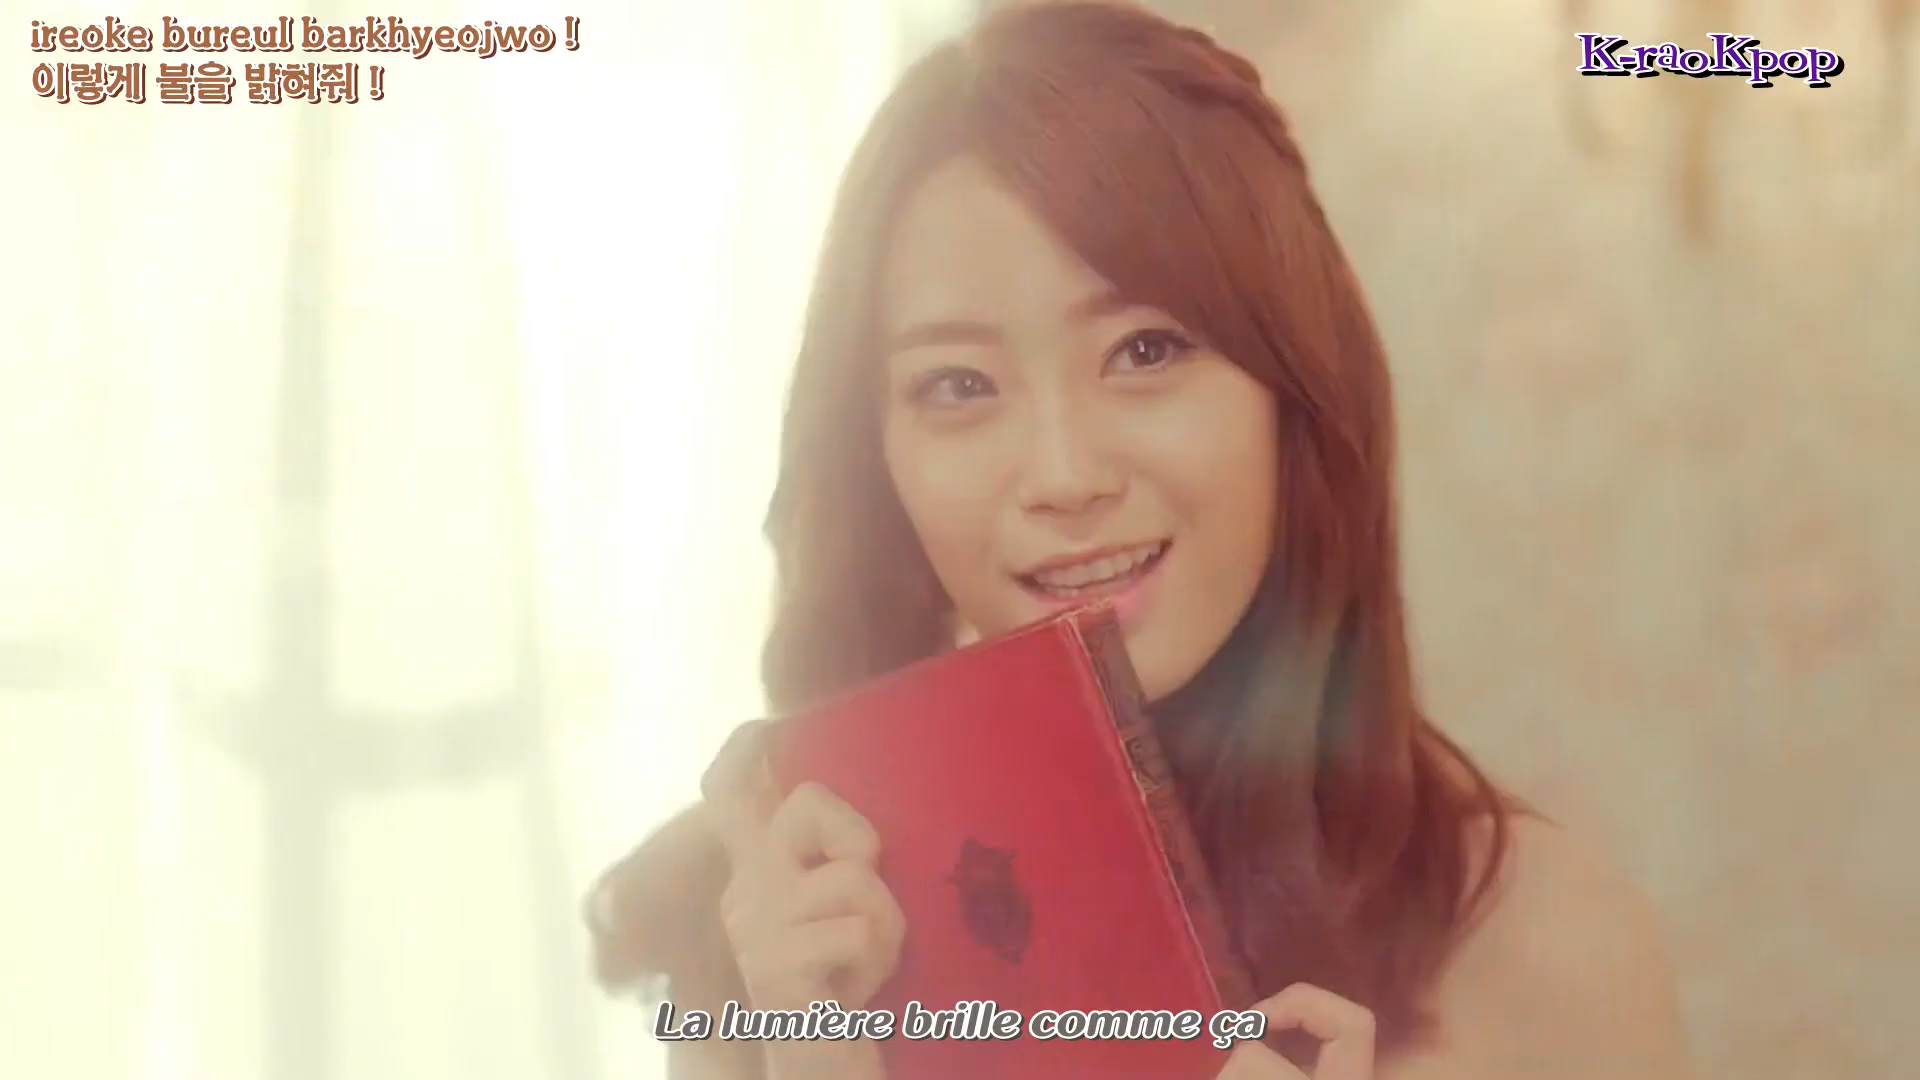 ireoke bureul barkhyeojwo !
이렇게 불을 밝혀줘 !
K-raoKpop
La lumière brille comme ça